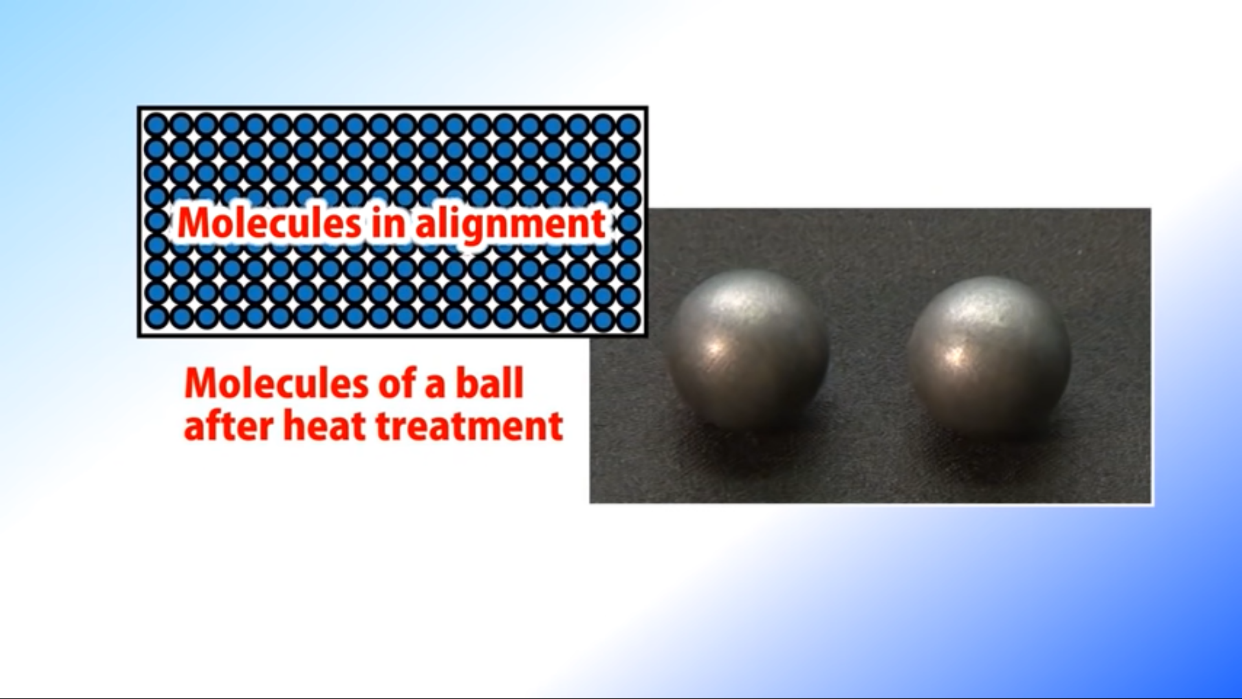 Molecules in alignment
Molecules of a ball
after heat treatment